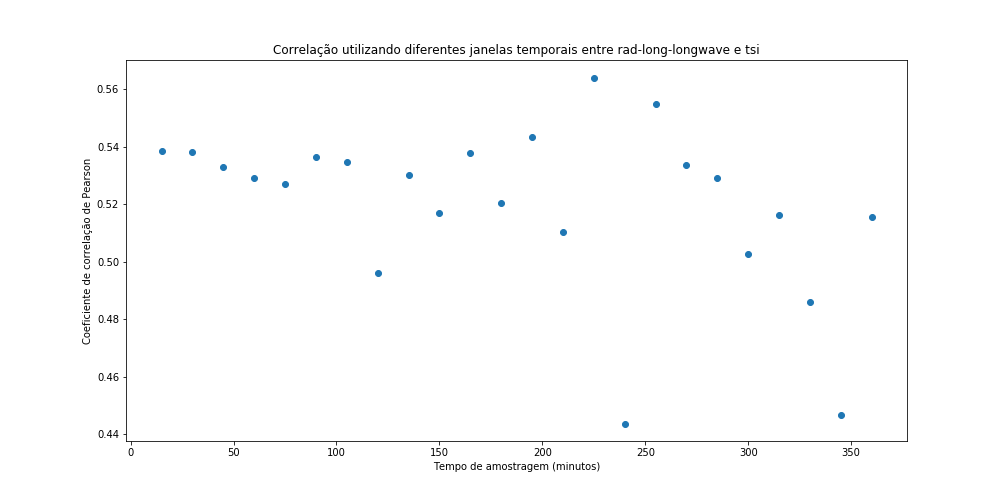 Correlação utilizando diferentes janelas temporais entre rad-long-longwave e tsi
Coeficiente de correlação de Pearson
0.56
0.54
0.52
0.50
0.48
0.46
0.44
0 50 100 150 200 250 300 350
Tempo de amostragem (minutos)